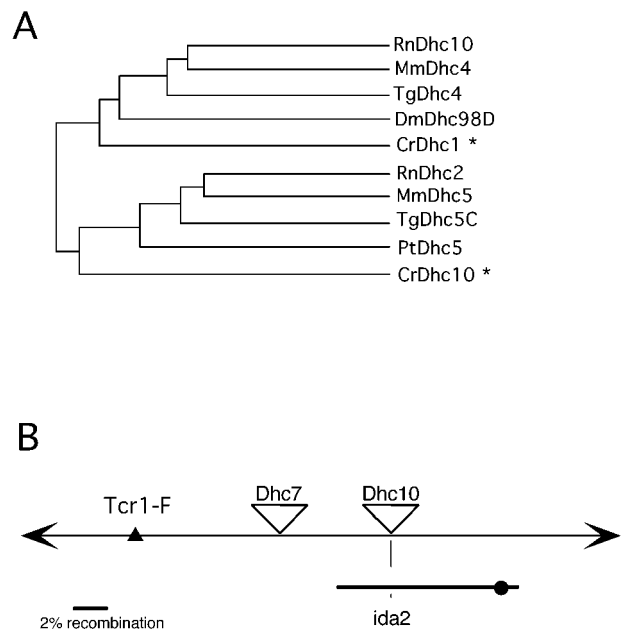 A
RnDhc10
MmDhc4
TgDhc4
DmDhc98D
CrDhc1 *
RnDhc2
MmDhc5
TgDhc5C
PtDhc5
CrDhc10 *
B
Tcr1-F
Dhc7
Dhc10
ida2
2% recombination